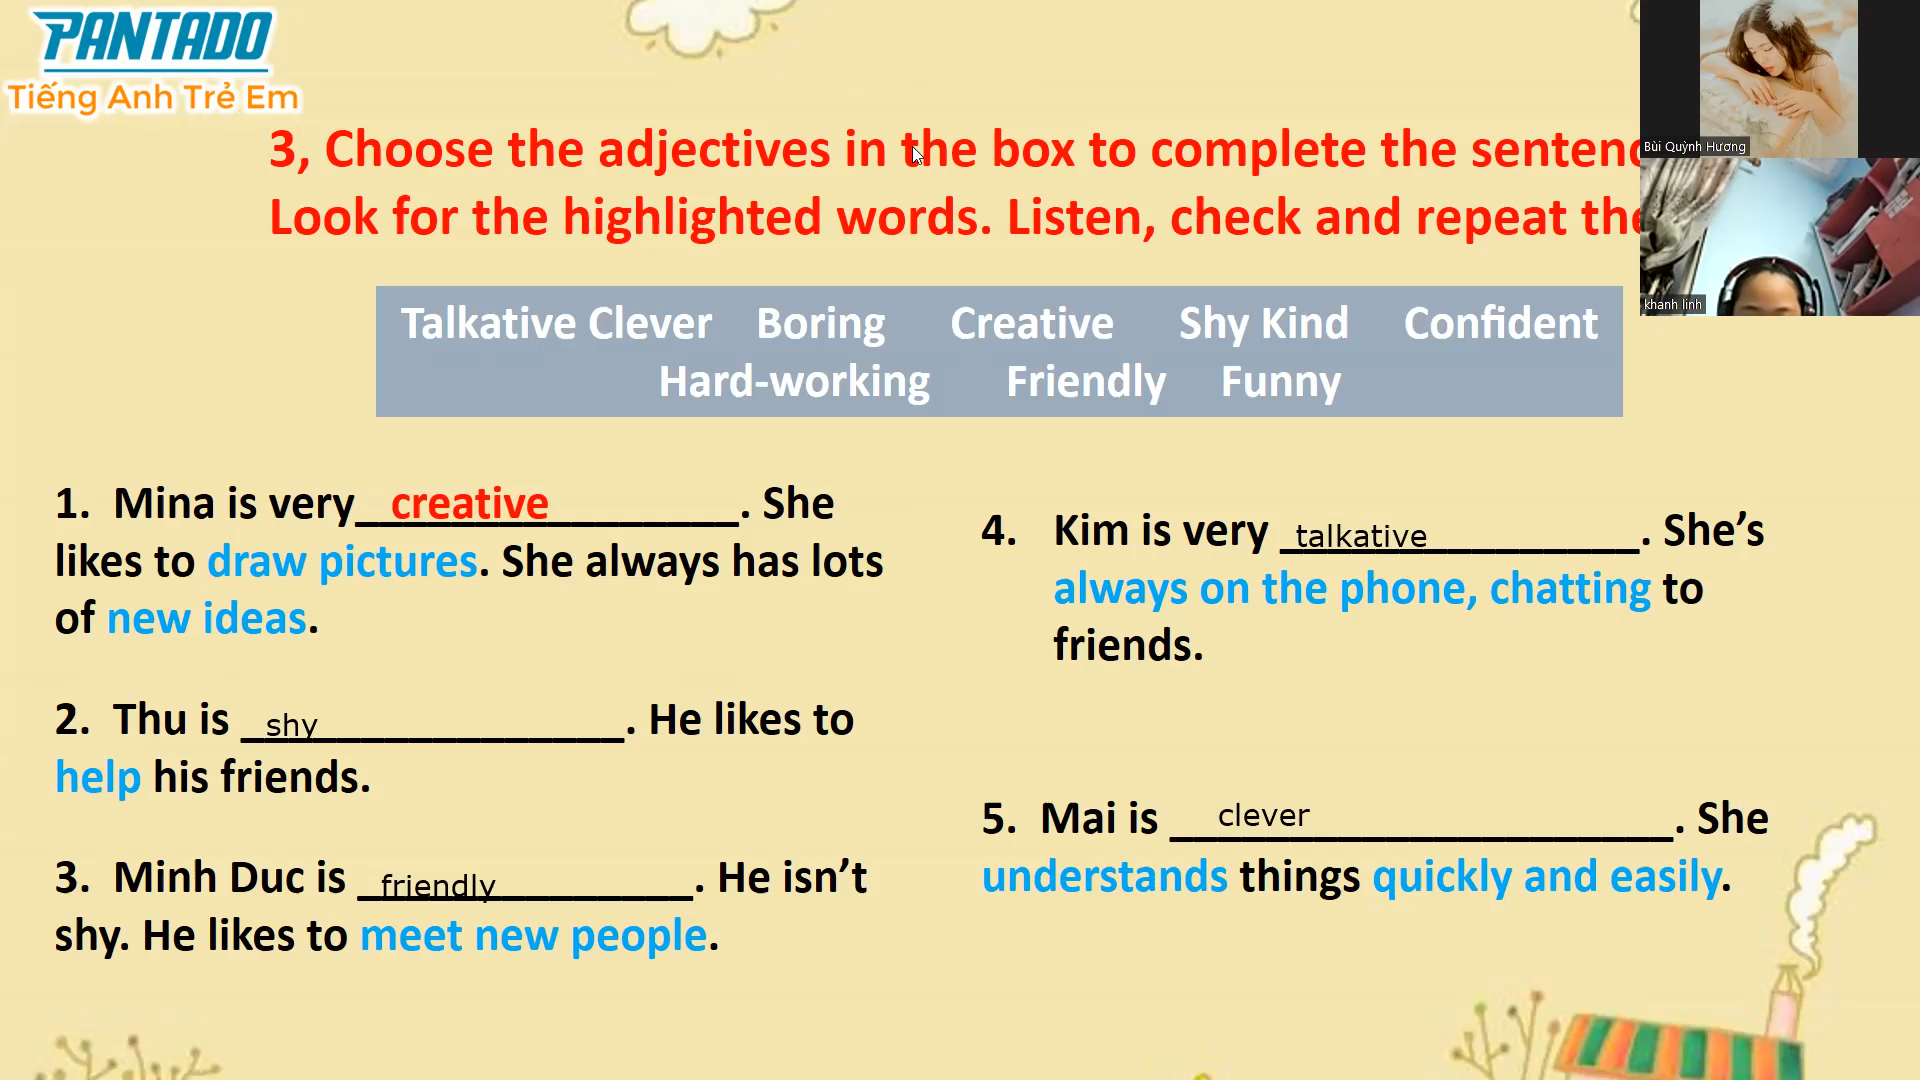 PANTADO
Tiếng Anh Trẻ Em
3, Choose the adjectives in the box to complete the
Look for the highlighted words. Listen, check and repeat
Talkative Clever Boring Creative Shy Kind Confident
Hard-working Friendly Funny
1. Mina is very creative. She
likes to draw pictures. She always has lots
of new ideas.
2. Thu is shy. He likes to
help his friends.
3. Minh Duc is friendly. He isn't
shy. He likes to meet new people.
4. Kim is very talkative. She's
always on the phone, chatting to
friends.
5. Mai is clever. She
understands things quickly and easily.
Bùi Quỳnh Hương
khanh linh